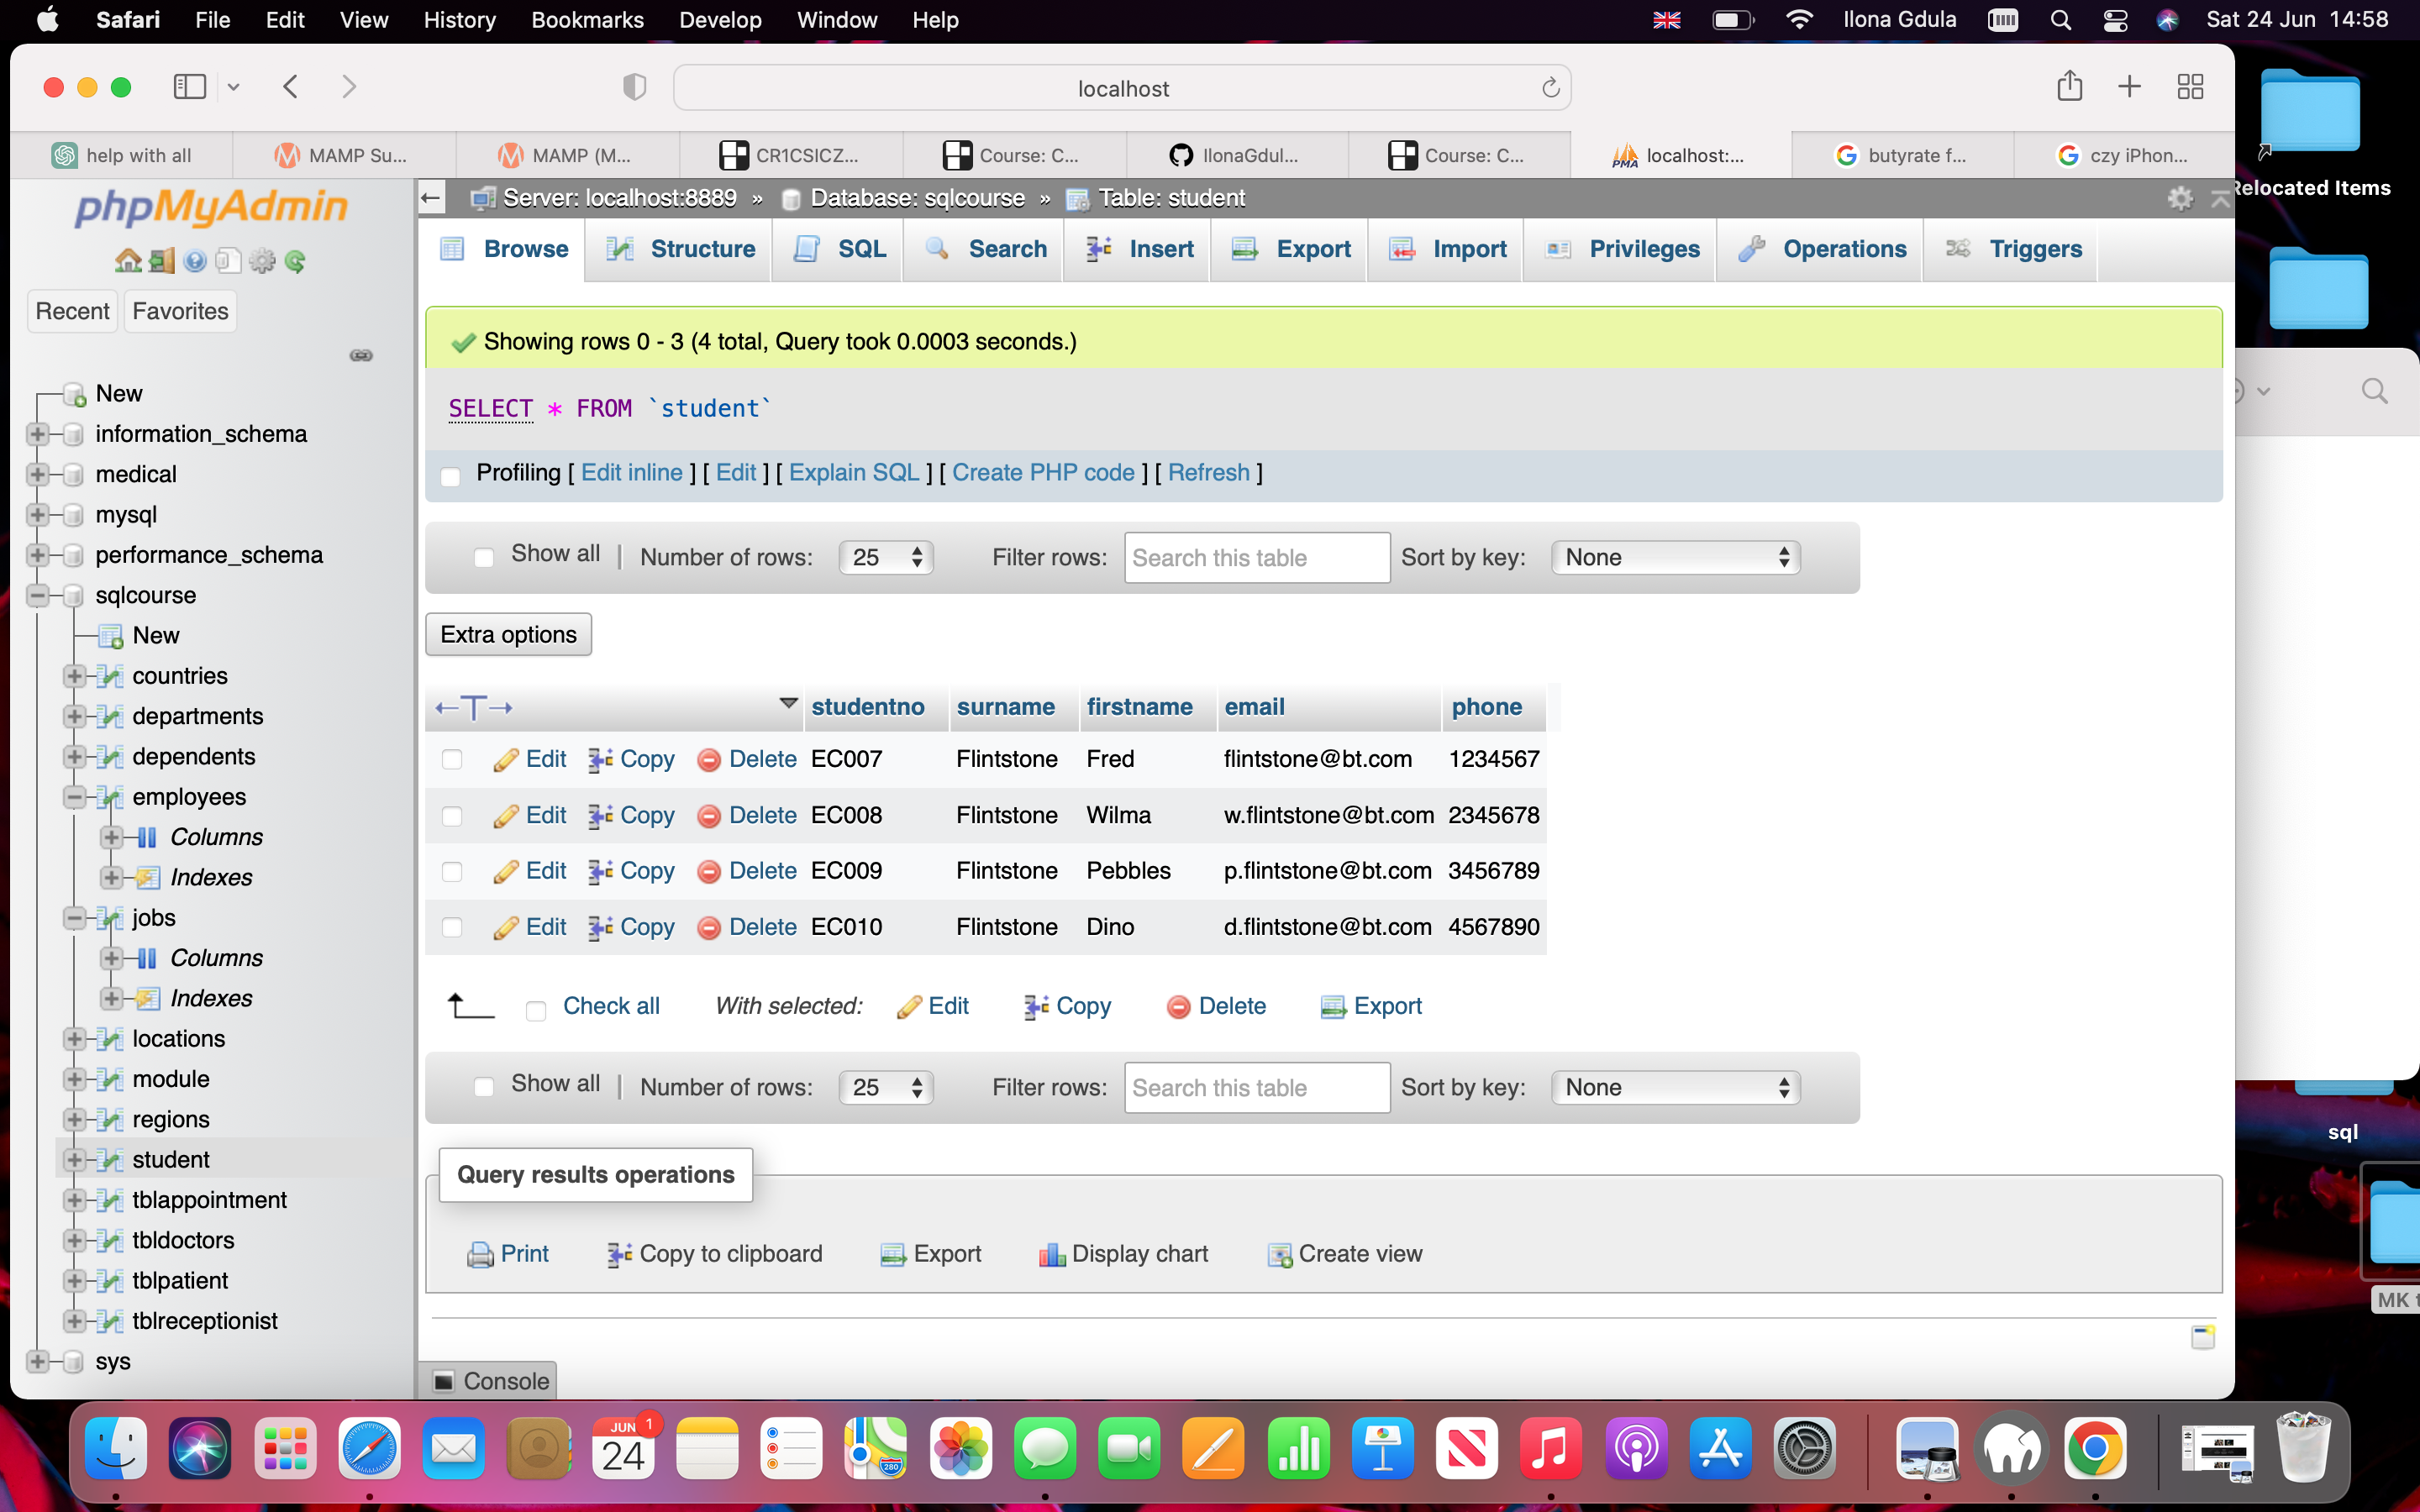 Safari File Edit View History Bookmarks Develop Window Help Ilona Gdula Sat 24 Jun 14:58
localhost
help with all MAMP Su... MAMP (M... CR1CSICZ... Course: C... IlonaGdul... Course: C... localhost:... butyrate f... czy iPhon...
Relocated Items
phpMyAdmin
Recent Favorites
New
information_schema
medical
mysql
performance_schema
sqlcourse
New
countries
departments
dependents
employees
Columns
Indexes
jobs
Columns
Indexes
locations
module
regions
student
tblappointment
tbldoctors
tblpatient
tblreceptionist
sys
Server: localhost:8889 » Database: sqlcourse » Table: student
Browse Structure SQL Search Insert Export Import Privileges Operations Triggers
Showing rows 0 - 3 (4 total, Query took 0.0003 seconds.)
SELECT * FROM `student`
Profiling [ Edit inline ] [ Edit ] [ Explain SQL ] [ Create PHP code ] [ Refresh ]
Show all | Number of rows: 25 Filter rows: Search this table Sort by key: None
Extra options
←T→ studentno surname firstname email phone
Edit Copy Delete EC007 Flintstone Fred flintstone@bt.com 1234567
Edit Copy Delete EC008 Flintstone Wilma w.flintstone@bt.com 2345678
Edit Copy Delete EC009 Flintstone Pebbles p.flintstone@bt.com 3456789
Edit Copy Delete EC010 Flintstone Dino d.flintstone@bt.com 4567890
Check all With selected: Edit Copy Delete Export
Show all | Number of rows: 25 Filter rows: Search this table Sort by key: None
Query results operations
Print Copy to clipboard Export Display chart Create view
Console
sql
MK
JUN 1
24
280